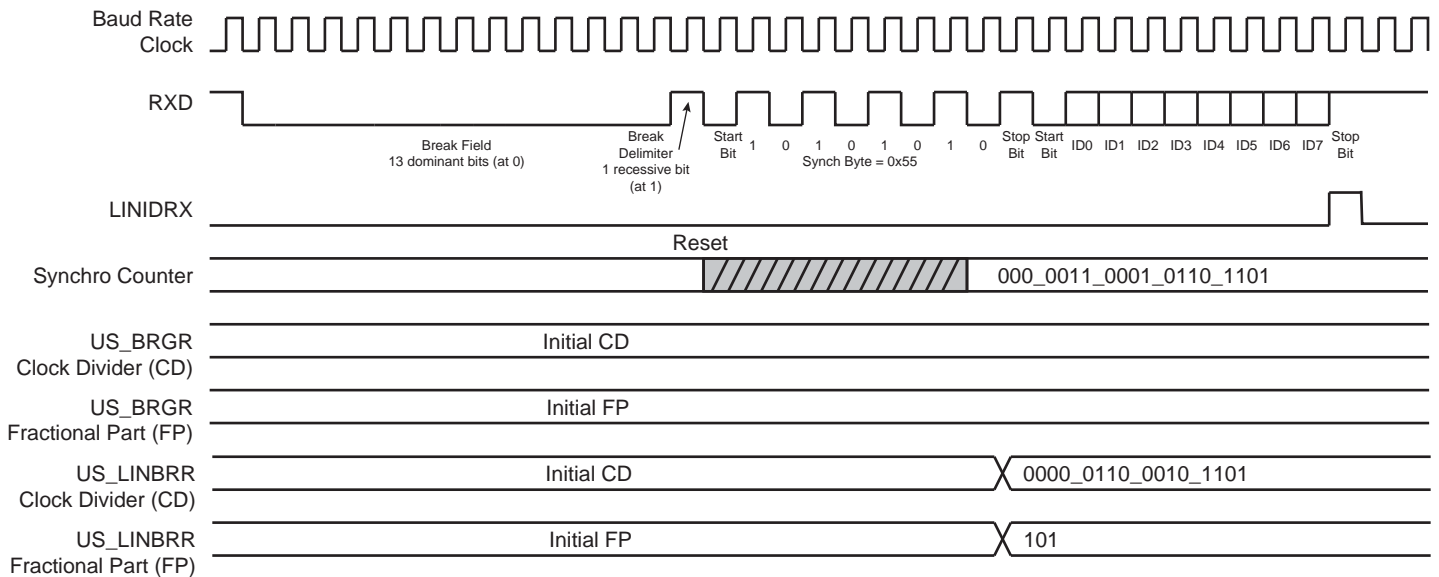 Baud Rate
Clock
RXD
Break Field
13 dominant bits (at 0)
Break
Delimiter
1 recessive bit
(at 1)
Start
Bit
1 0 1 0 1 0 1 0
Synch Byte = 0x55
Stop
Bit
Start
Bit
ID0 ID1 ID2 ID3 ID4 ID5 ID6 ID7
Stop
Bit
LINIDRX
Reset
Synchro Counter
000_0011_0001_0110_1101
US_BRGR
Clock Divider (CD)
Initial CD
US_BRGR
Fractional Part (FP)
Initial FP
US_LINBRR
Clock Divider (CD)
Initial CD
0000_0110_0010_1101
US_LINBRR
Fractional Part (FP)
Initial FP
101